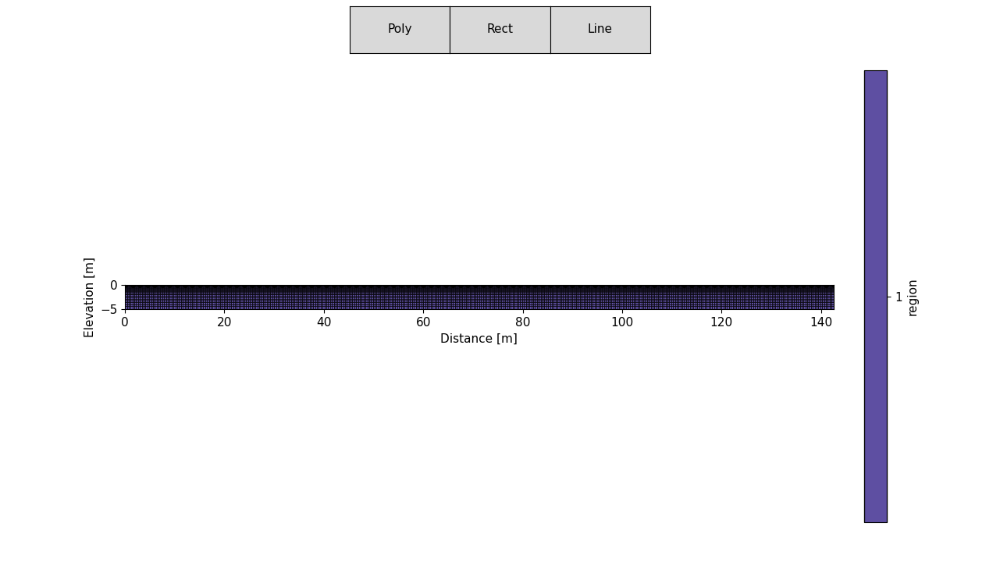 Poly Rect Line
Elevation [m]
0
−5
0 20 40 60 80 100 120 140
Distance [m]
1
region